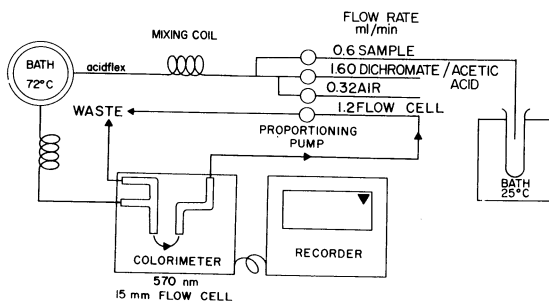 FLOW RATE
ml/min
MIXING COIL
BATH
72°C
acidflex
0.6 SAMPLE
1.60 DICHROMATE / ACETIC
ACID
0.32 AIR
1.2 FLOW CELL
WASTE
PROPORTIONING
PUMP
BATH
25°C
COLORIMETER
RECORDER
570 nm
15 mm FLOW CELL